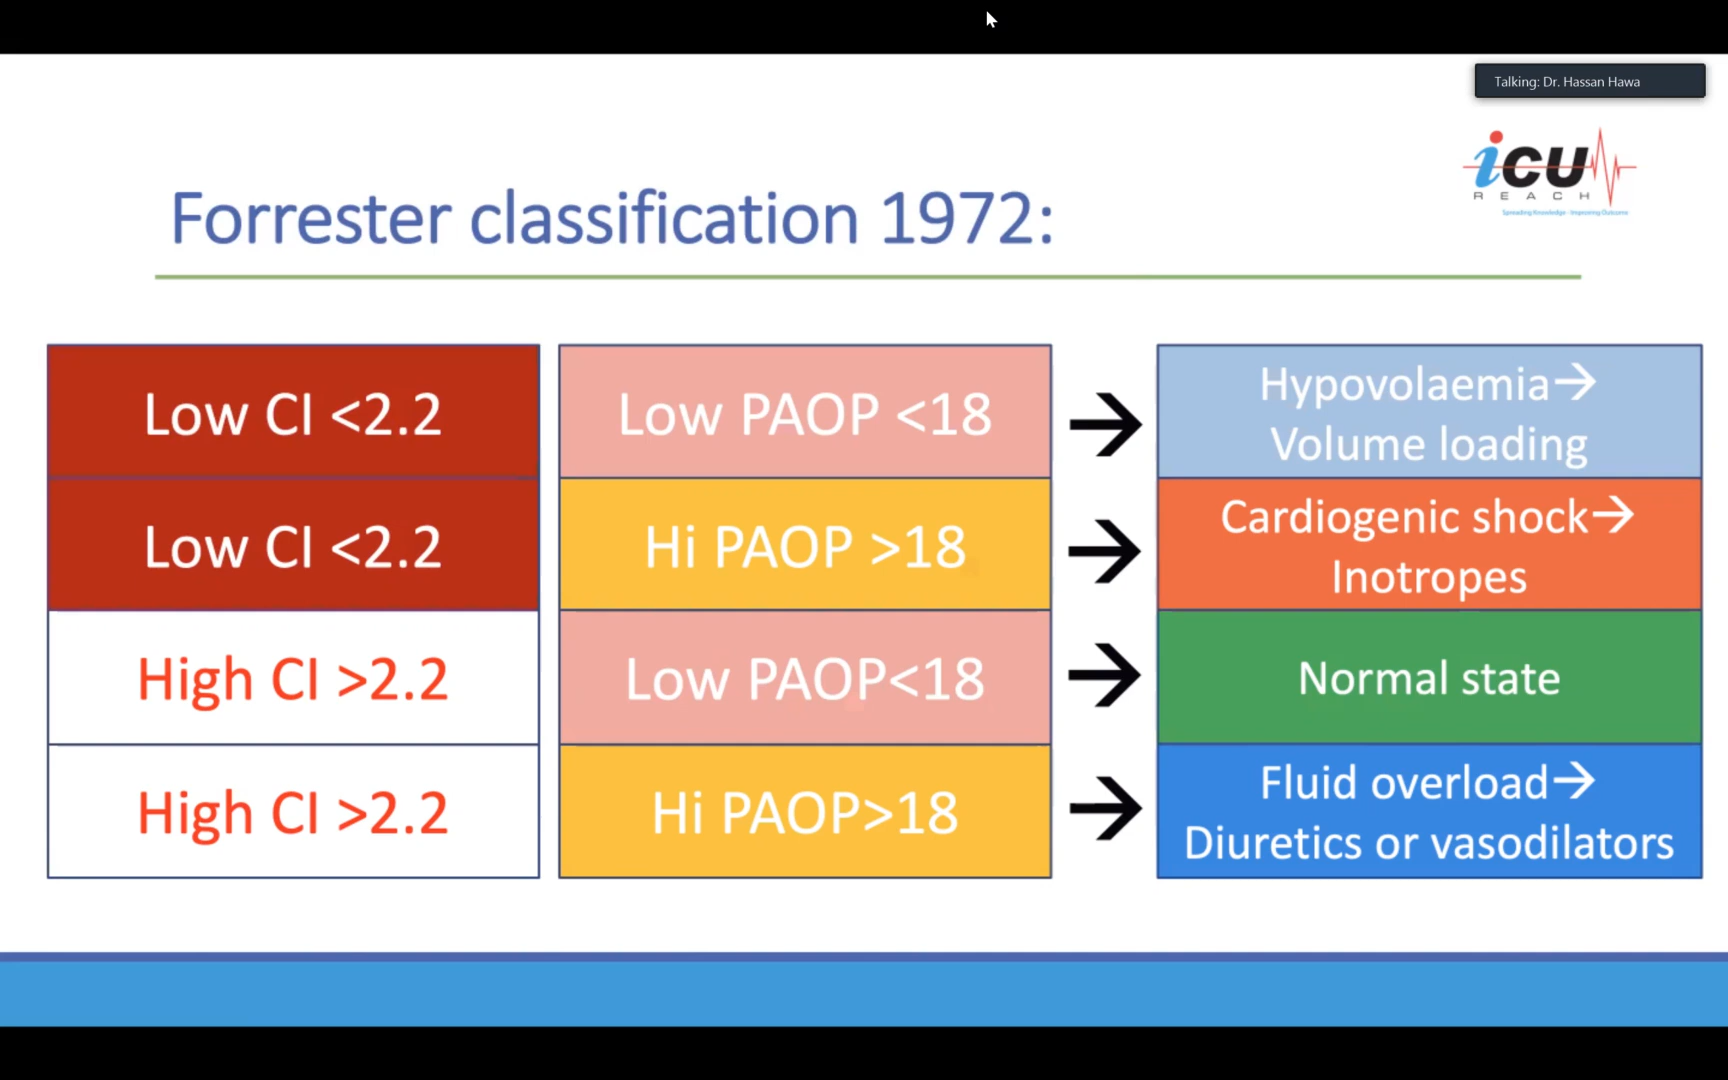 Talking: Dr. Hassan Hawa
icu
REACH
Spreading Knowledge - Improving Outcome
Forrester classification 1972:
Low CI <2.2 Low PAOP <18 → Hypovolaemia→
Volume loading
Low CI <2.2 Hi PAOP >18 → Cardiogenic shock→
Inotropes
High CI >2.2 Low PAOP<18 → Normal state
High CI >2.2 Hi PAOP>18 → Fluid overload→
Diuretics or vasodilators